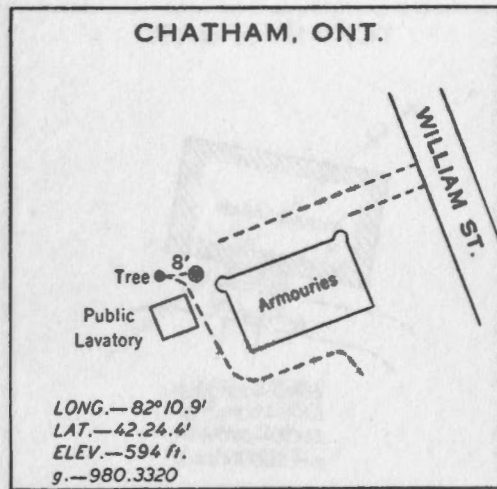 CHATHAM, ONT.
WILLIAM ST.
8'
Tree
Armouries
Public
Lavatory
LONG.—82°10.9'
LAT.—42.24.4'
ELEV.—594 ft.
g.—980.3320